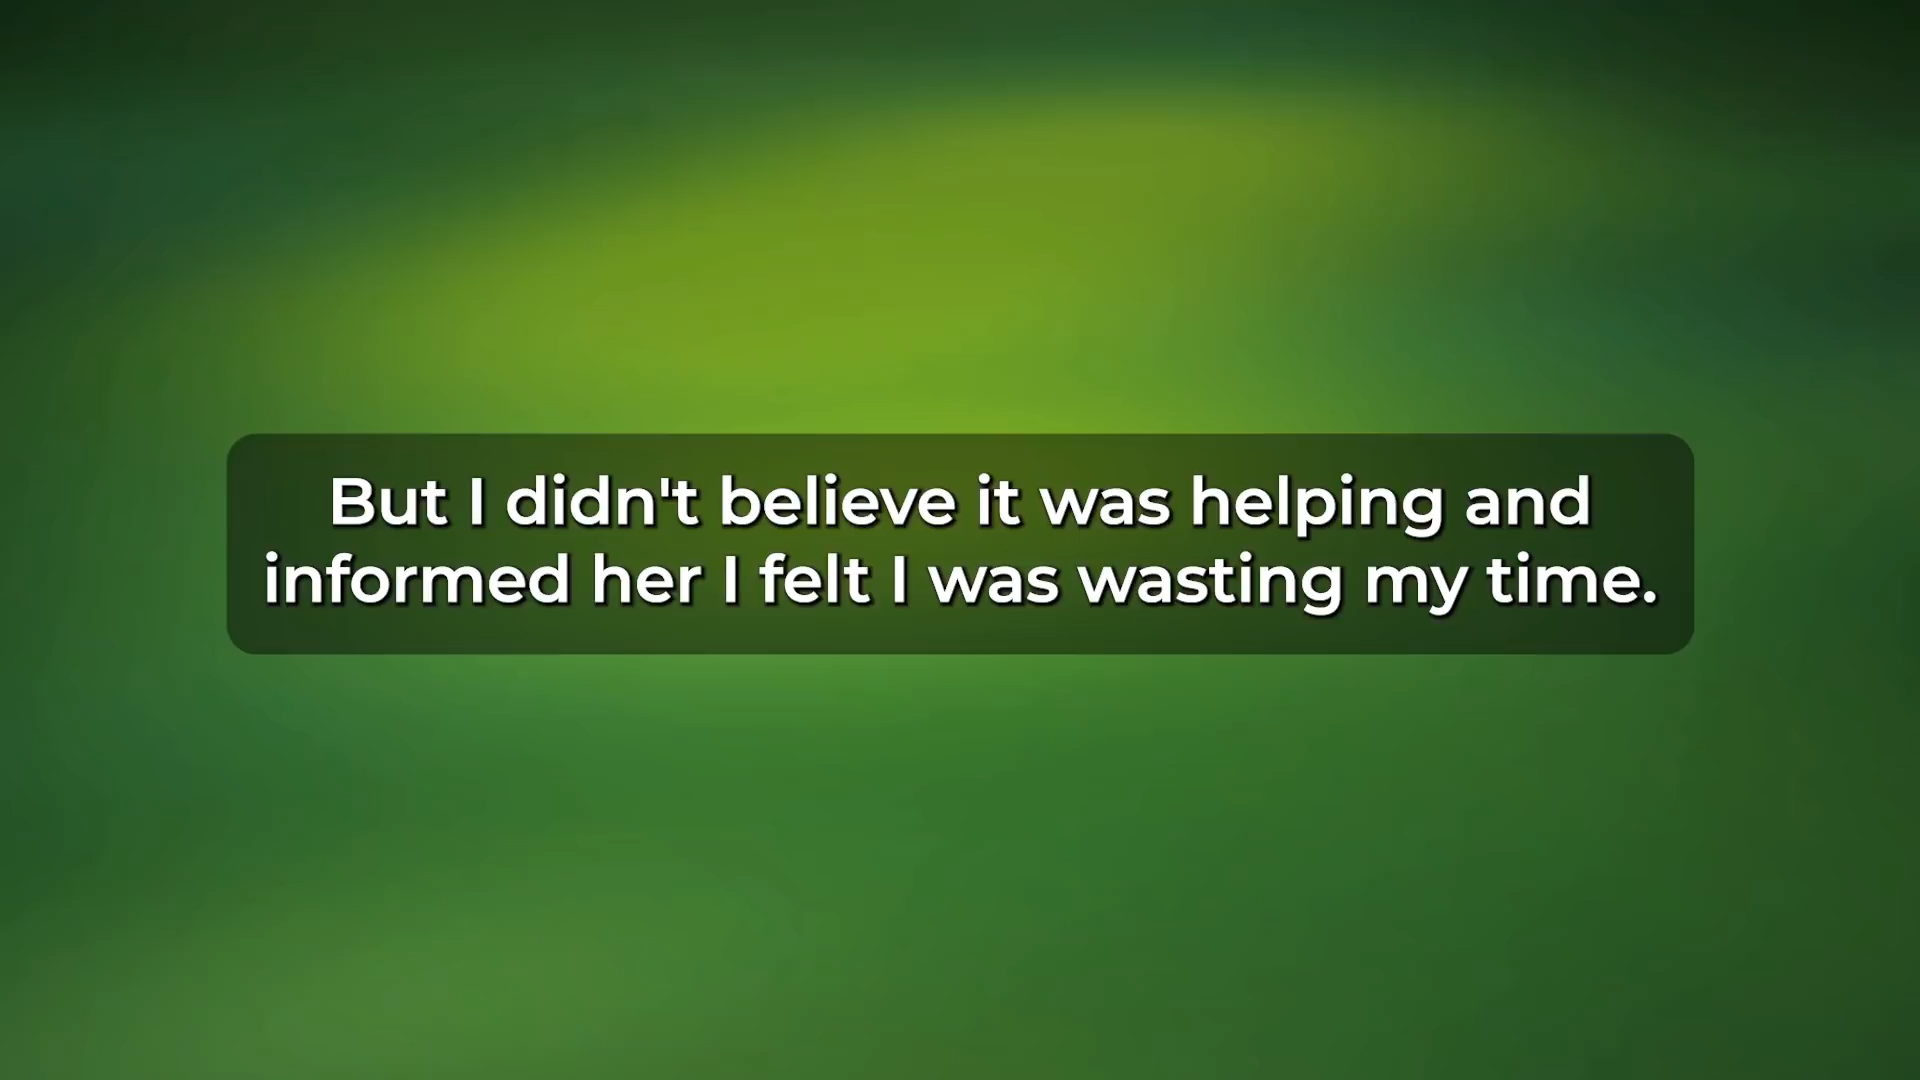 But I didn't believe it was helping and
informed her I felt I was wasting my time.